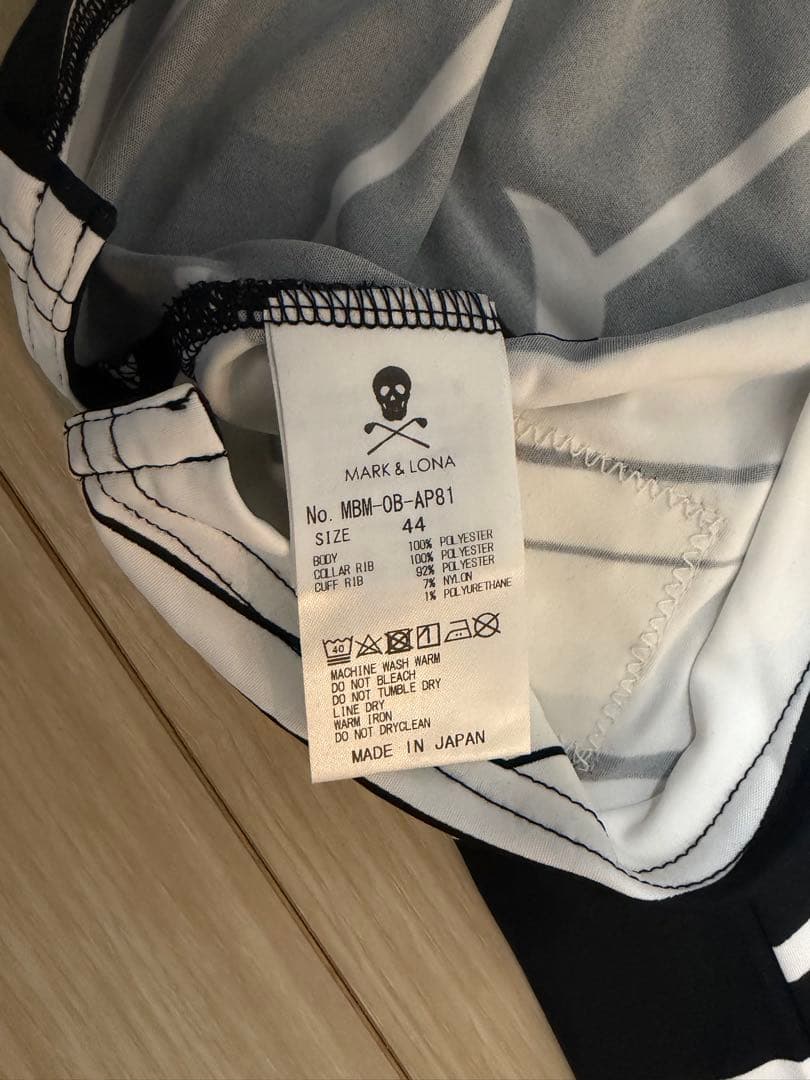 MARK & LONA
No. MBM-0B-AP81
SIZE 44
BODY 100% POLYESTER
COLLAR RIB 100% POLYESTER
CUFF RIB 92% POLYESTER
7% NYLON
1% POLYURETHANE
40
MACHINE WASH WARM
DO NOT BLEACH
DO NOT TUMBLE DRY
LINE DRY
WARM IRON
DO NOT DRYCLEAN
MADE IN JAPAN